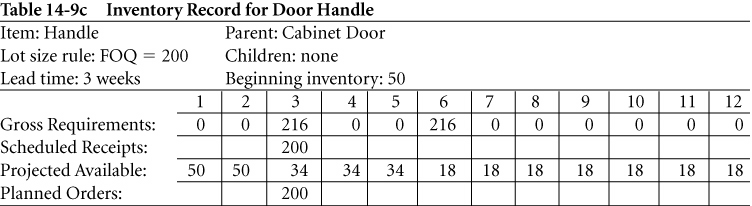 Table 14-9c Inventory Record for Door Handle
Item: Handle Parent: Cabinet Door
Lot size rule: FOQ = 200 Children: none
Lead time: 3 weeks Beginning inventory: 50
1 2 3 4 5 6 7 8 9 10 11 12
Gross Requirements: 0 0 216 0 0 216 0 0 0 0 0 0
Scheduled Receipts: 200
Projected Available: 50 50 34 34 34 18 18 18 18 18 18 18
Planned Orders: 200